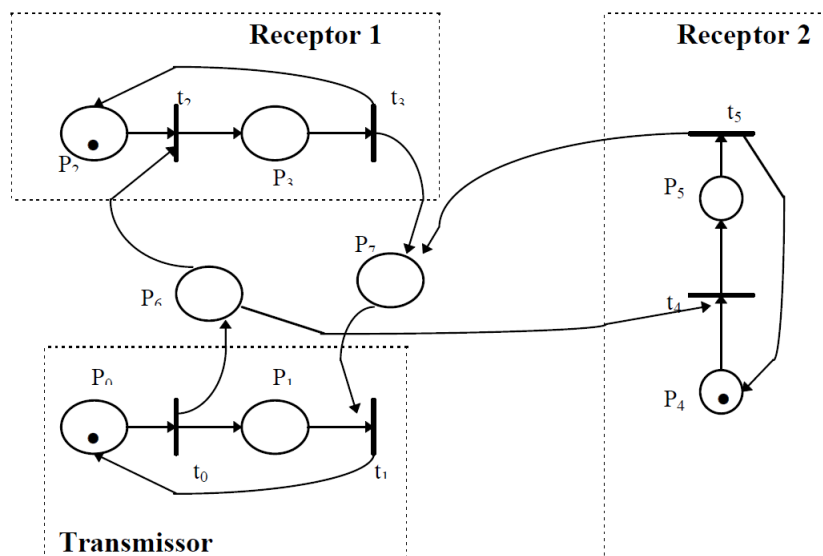 Receptor 1
Receptor 2
t₂
t₃
t₅
P₂
P₃
P₅
P₇
P₆
t₄
P₀
P₁
P₄
t₀
t₁
Transmissor